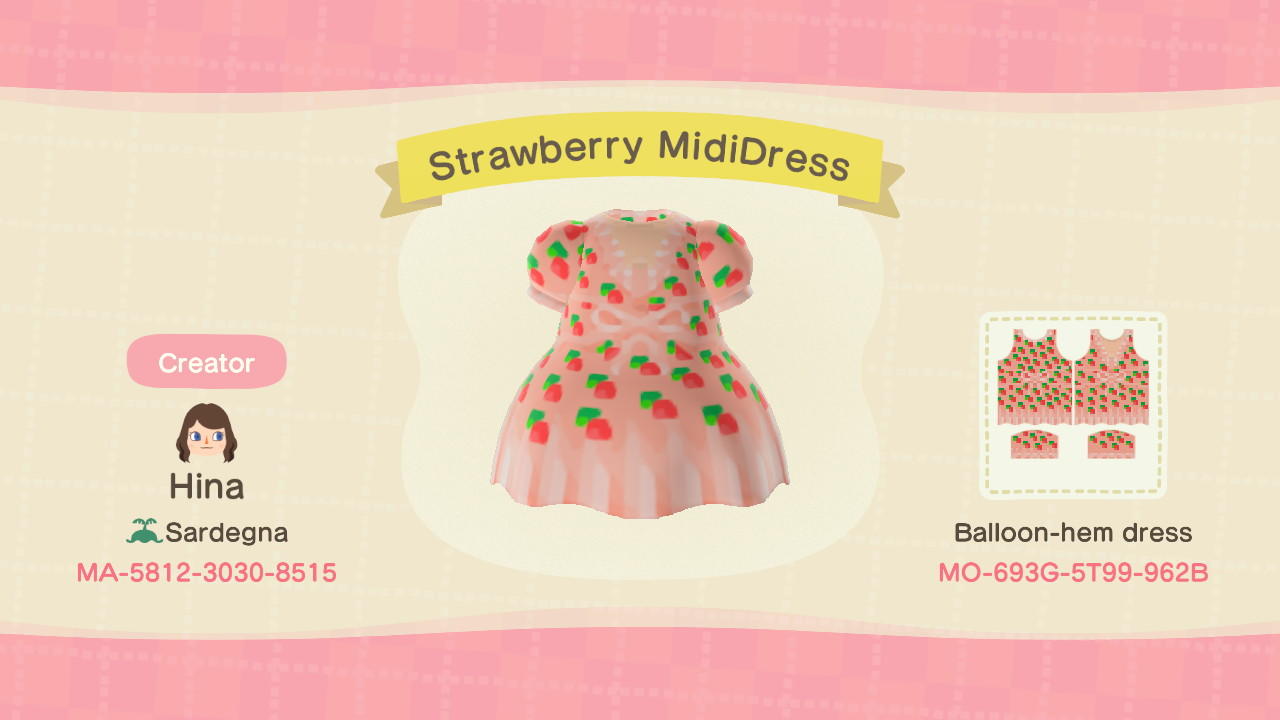 Strawberry MidiDress
Creator
Hina
Sardegna
MA-5812-3030-8515
Balloon-hem dress
MO-693G-5T99-962B